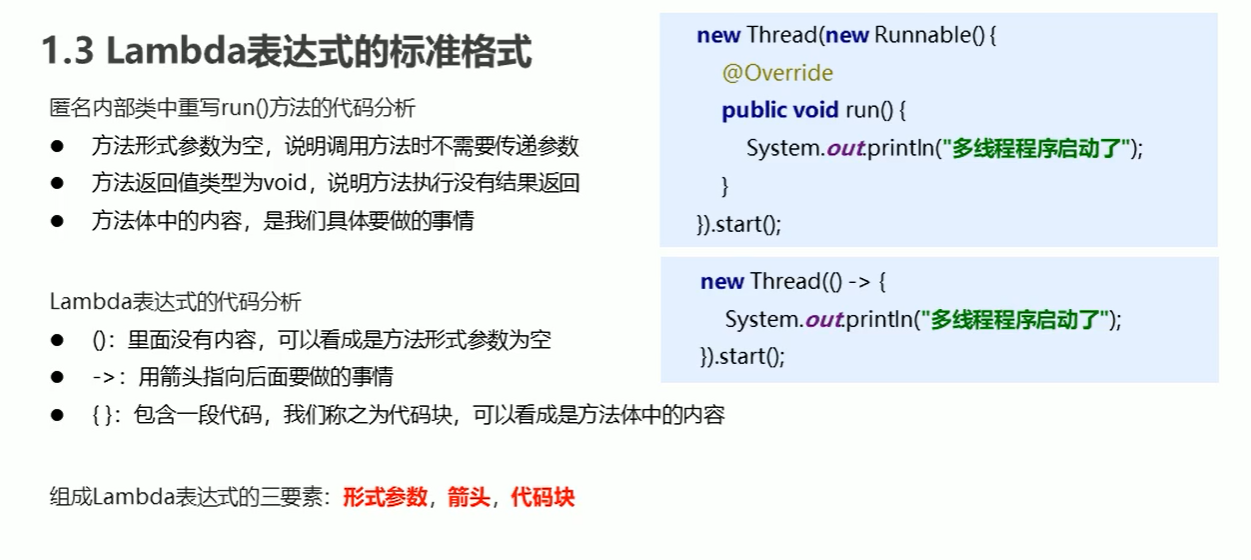 1.3 Lambda表达式的标准格式
匿名内部类中重写run()方法的代码分析
● 方法形式参数为空，说明调用方法时不需要传递参数
● 方法返回值类型为void，说明方法执行没有结果返回
● 方法体中的内容，是我们具体要做的事情
Lambda表达式的代码分析
● ()：里面没有内容，可以看成是方法形式参数为空
● ->：用箭头指向后面要做的事情
● { }：包含一段代码，我们称之为代码块，可以看成是方法体中的内容
组成Lambda表达式的三要素：形式参数，箭头，代码块
new Thread(new Runnable() {
@Override
public void run() {
System.out.println("多线程程序启动了");
}
}).start();
new Thread(() -> {
System.out.println("多线程程序启动了");
}).start();